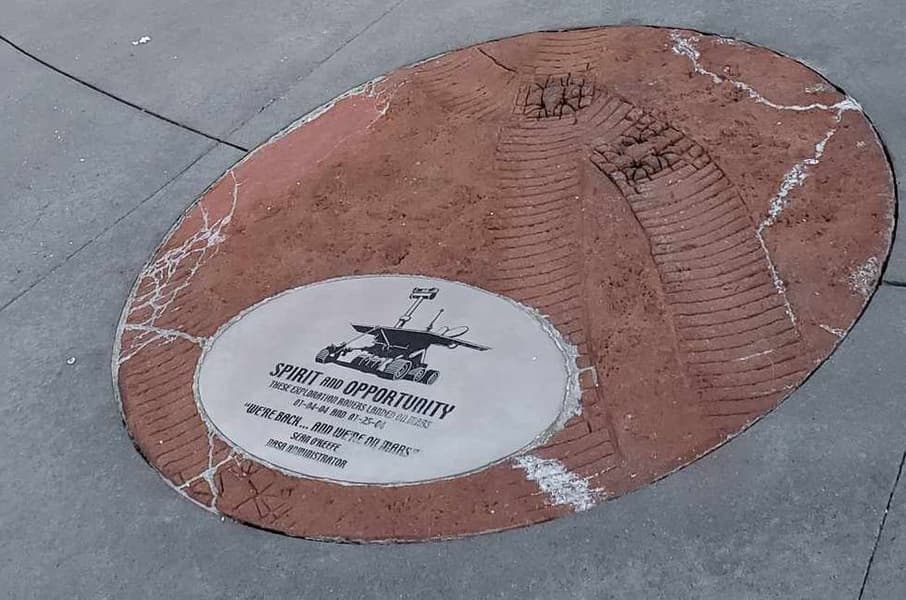 SPIRIT AND OPPORTUNITY
THESE EXPLORATION ROVERS LANDED ON MARS
01-04-04 AND 01-25-04
"WE'RE BACK... AND WE'RE ON MARS"
SEAN O'KEEFE
NASA ADMINISTRATOR